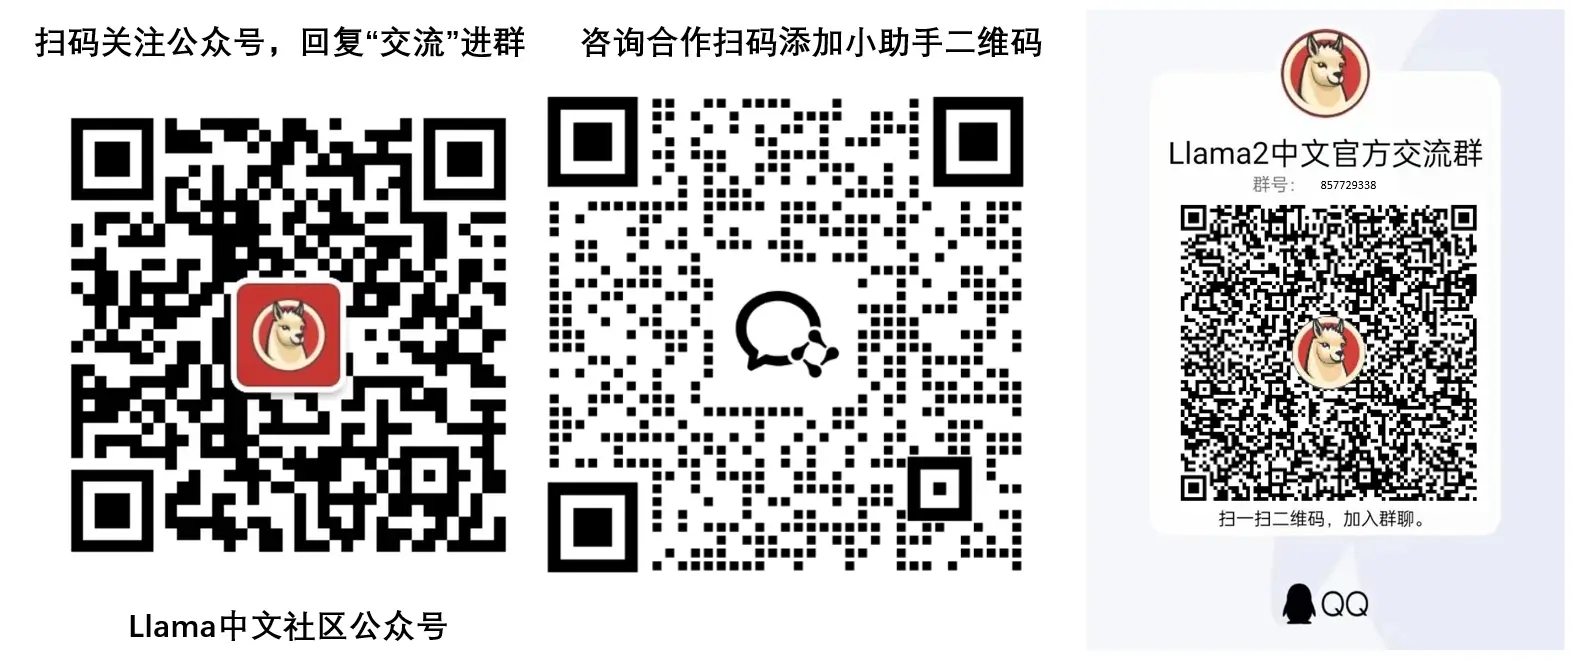 扫码关注公众号，回复“交流”进群
Llama中文社区公众号
咨询合作扫码添加小助手二维码
Llama2中文官方交流群
群号： 857729338
扫一扫二维码，加入群聊。
QQ